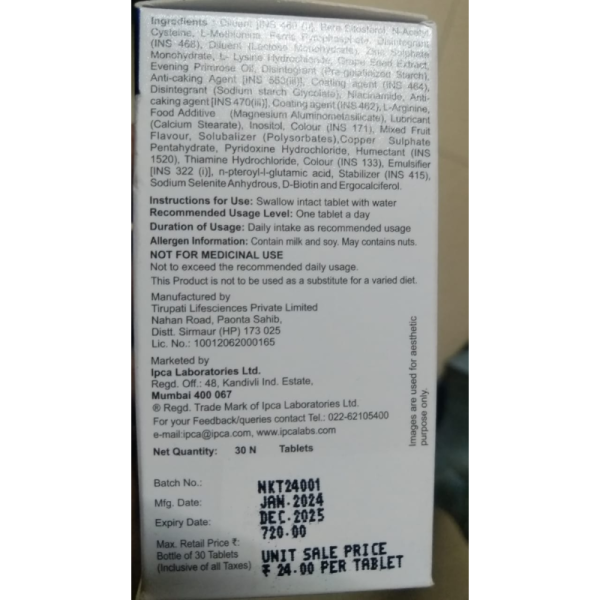 Ingredients : Diluent [INS 460 (i)], Beta Sitosterol, N-Acetyl
Cysteine, L-Methionine, Ferric Pyrophosphate, Disintegrant
(INS 468), Diluent (Lactose Monohydrate), Zinc Sulphate
Monohydrate, L- Lysine Hydrochloride, Grape Seed Extract,
Evening Primrose Oil, Disintegrant (Pre-gelatinized Starch),
Anti-caking Agent [INS 553(iii)], Coating agent (INS 464),
Disintegrant (Sodium starch Glycolate), Niacinamide, Anti-
caking agent [INS 470(iii)], Coating agent (INS 462), L-Arginine,
Food Additive (Magnesium Aluminometasilicate), Lubricant
(Calcium Stearate), Inositol, Colour (INS 171), Mixed Fruit
Flavour, Solubalizer (Polysorbates), Copper Sulphate
Pentahydrate, Pyridoxine Hydrochloride, Humectant (INS
1520), Thiamine Hydrochloride, Colour (INS 133), Emulsifier
[INS 322 (i)], n-pteroyl-l-glutamic acid, Stabilizer (INS 415),
Sodium Selenite Anhydrous, D-Biotin and Ergocalciferol.
Instructions for Use: Swallow intact tablet with water
Recommended Usage Level: One tablet a day
Duration of Usage: Daily intake as recommended usage
Allergen Information: Contain milk and soy. May contains nuts.
NOT FOR MEDICINAL USE
Not to exceed the recommended daily usage.
This Product is not to be used as a substitute for a varied diet.
Manufactured by
Tirupati Lifesciences Private Limited
Nahan Road, Paonta Sahib,
Distt. Sirmaur (HP) 173 025
Lic. No.: 10012062000165
Marketed by
Ipca Laboratories Ltd.
Regd. Off.: 48, Kandivli Ind. Estate,
Mumbai 400 067
® Regd. Trade Mark of Ipca Laboratories Ltd.
For your Feedback/queries contact Tel.: 022-62105400
e-mail:ipca@ipca.com, www.ipcalabs.com
Net Quantity: 30 N Tablets
Batch No.: NKT24001
Mfg. Date: JAN.2024
Expiry Date: DEC.2025
Max. Retail Price ₹: 720.00
Bottle of 30 Tablets UNIT SALE PRICE
(Inclusive of all Taxes) ₹ 24.00 PER TABLET
Images are used for aesthetic
purpose only.